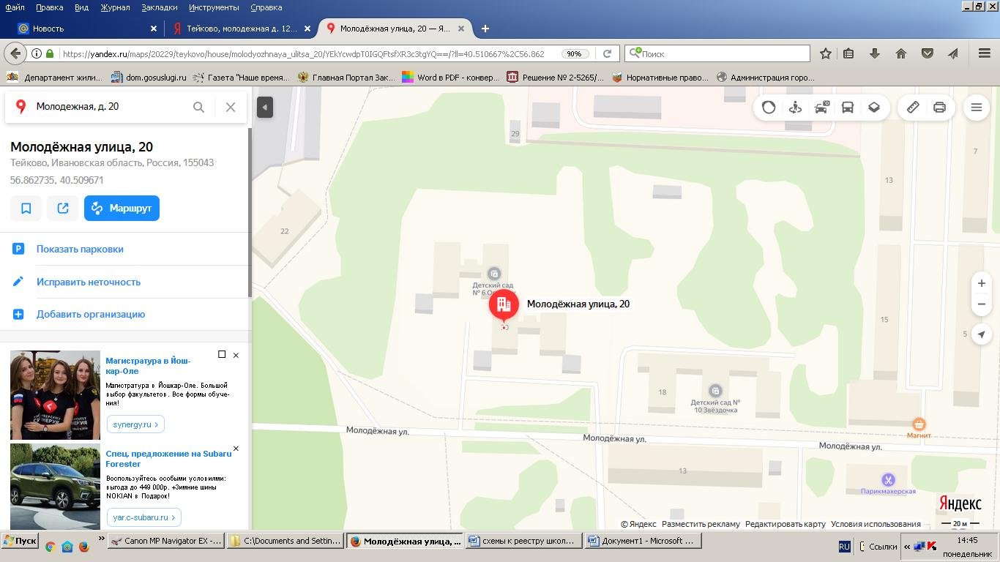 Файл Правка Вид Журнал Закладки Инструменты Справка
Новость
Тейково, молодежная д. 12...
Молодёжная улица, 20 — Я...
https://yandex.ru/maps/20229/teykovo/house/molodyozhnaya_ulitsa_20/YEkYcwdpT0IGQFtsfXR3c3tgYQ==/?ll=40.510667%2C56.862
90%
Поиск
Департамент жили...
dom.gosuslugi.ru
Газета "Наше время...
Главная Портал Зак...
Word в PDF - конвер...
Решение № 2-5265/...
Нормативные право...
Администрация горо...
Молодежная, д. 20
Молодёжная улица, 20
Тейково, Ивановская область, Россия, 155043
56.862735, 40.509671
Маршрут
Показать парковки
Исправить неточность
Добавить организацию
Магистратура в Йош-
кар-Оле
Магистратура в Йошкар-Оле. Большой
выбор факультетов. Все формы обуче-
ния!
synergy.ru
Спец. предложение на Subaru
Forester
Воспользуйтесь особыми условиями:
выгода до 449 000р. +Зимние шины
NOKIAN в Подарок!
yar.c-subaru.ru
29
7
13
22
Детский сад
№ 6
Молодёжная улица, 20
15
5
18
Детский сад №
10 Звёздочка
Магнит
Молодёжная ул.
Молодёжная ул.
Молодёжная ул.
13
Парикмахерская
Яндекс
© Яндекс Разместить рекламу Редактировать карту Условия использования
20 м
Пуск
Canon MP Navigator EX -...
C:\Documents and Settin...
Молодёжная улица, ...
схемы к реестру школ...
Документ1 - Microsoft ...
RU
Ссылки
14:45
понедельник